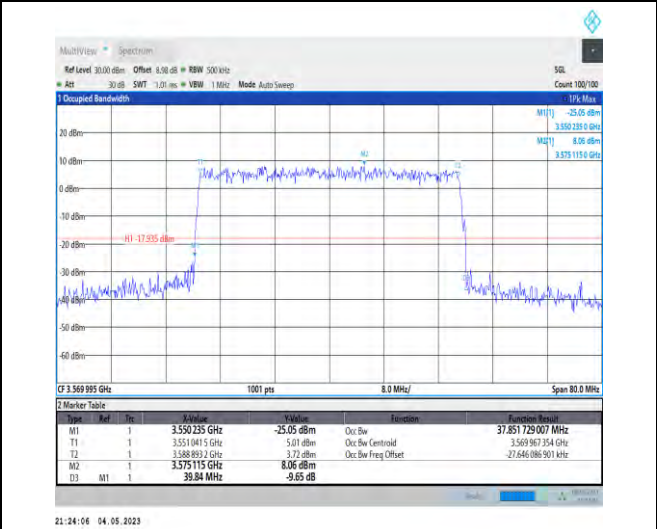 MultiView Spectrum
Ref Level 30.00 dBm Offset 8.98 dB RBW 500 kHz SGL
Att 30 dB SWT 1.01 ms VBW 1 MHz Mode Auto Sweep Count 100/100
1 Occupied Bandwidth 1Pk Max
M1[1] -25.05 dBm
3.550 235 0 GHz
20 dBm
M2[1] 8.06 dBm
3.575 115 0 GHz
M2
10 dBm
T1
T2
0 dBm
-10 dBm
H1 -17.935 dBm
-20 dBm
-30 dBm
-40 dBm
-50 dBm
-60 dBm
CF 3.569 995 GHz 1001 pts 8.0 MHz/ Span 80.0 MHz
2 Marker Table
Type Ref Trc X-Value Y-Value Function Function Result
M1 1 3.550 235 GHz -25.05 dBm Occ Bw 37.851 729 007 MHz
T1 1 3.551 041 5 GHz 5.01 dBm Occ Bw Centroid 3.569 967 354 GHz
T2 1 3.588 893 2 GHz 3.72 dBm Occ Bw Freq Offset -27.646 086 901 kHz
M2 1 3.575 115 GHz 8.06 dBm
D3 M1 1 39.84 MHz -9.65 dB
21:24:06 04.05.2023